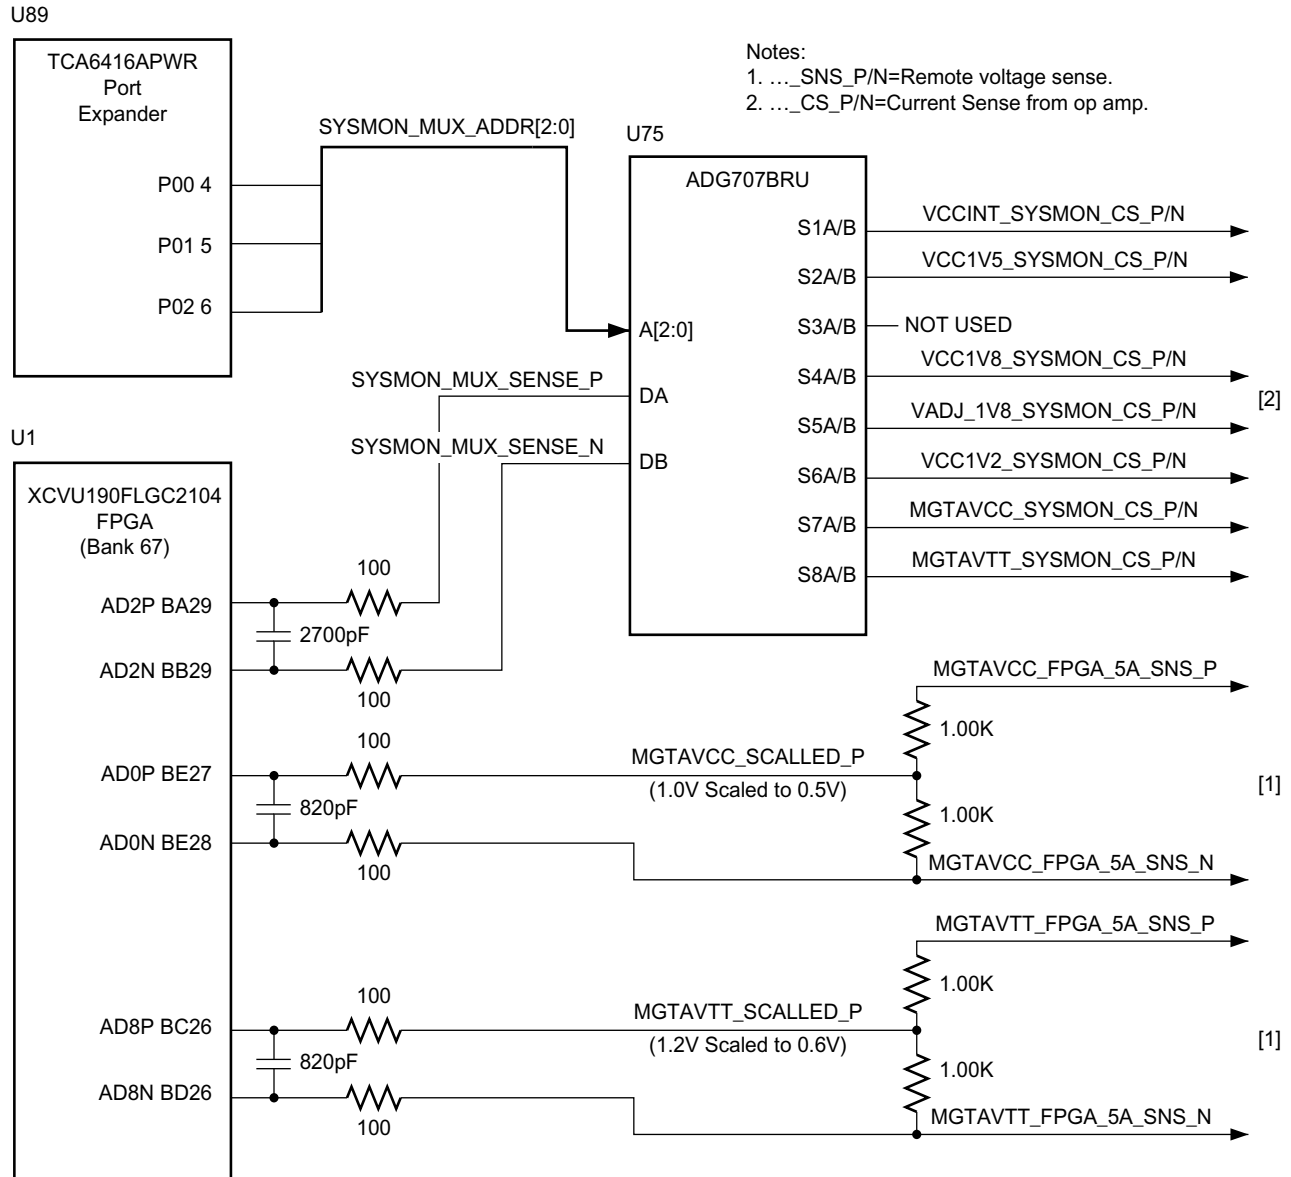 U89
TCA6416APWR
Port
Expander
P00 4
P01 5
P02 6
SYSMON_MUX_ADDR[2:0]
Notes:
1. …_SNS_P/N=Remote voltage sense.
2. …_CS_P/N=Current Sense from op amp.
U75
ADG707BRU
A[2:0]
DA
DB
S1A/B
S2A/B
S3A/B
S4A/B
S5A/B
S6A/B
S7A/B
S8A/B
VCCINT_SYSMON_CS_P/N
VCC1V5_SYSMON_CS_P/N
NOT USED
VCC1V8_SYSMON_CS_P/N
VADJ_1V8_SYSMON_CS_P/N
VCC1V2_SYSMON_CS_P/N
MGTAVCC_SYSMON_CS_P/N
MGTAVTT_SYSMON_CS_P/N
[2]
SYSMON_MUX_SENSE_P
SYSMON_MUX_SENSE_N
U1
XCVU190FLGC2104
FPGA
(Bank 67)
AD2P BA29
AD2N BB29
AD0P BE27
AD0N BE28
AD8P BC26
AD8N BD26
100
2700pF
100
100
820pF
100
100
820pF
100
MGTAVCC_FPGA_5A_SNS_P
1.00K
MGTAVCC_SCALLED_P
(1.0V Scaled to 0.5V)
1.00K
MGTAVCC_FPGA_5A_SNS_N
[1]
MGTAVTT_FPGA_5A_SNS_P
1.00K
MGTAVTT_SCALLED_P
(1.2V Scaled to 0.6V)
1.00K
MGTAVTT_FPGA_5A_SNS_N
[1]